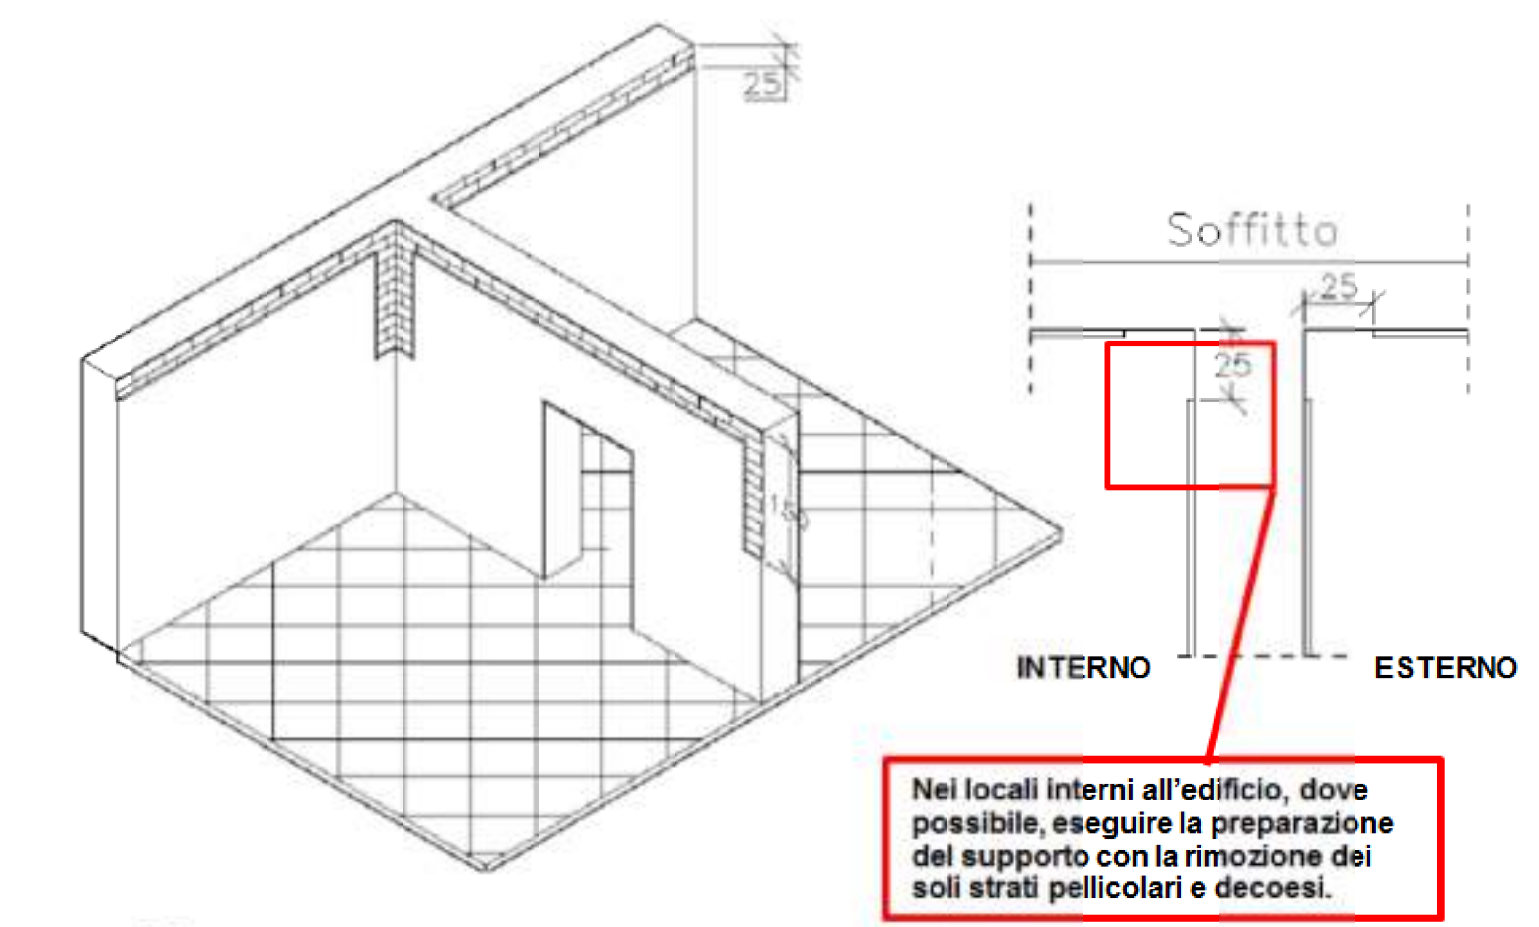 25
Soffitto
25
25
150
INTERNO
ESTERNO
Nei locali interni all’edificio, dove
possibile, eseguire la preparazione
del supporto con la rimozione dei
soli strati pellicolari e decoesi.